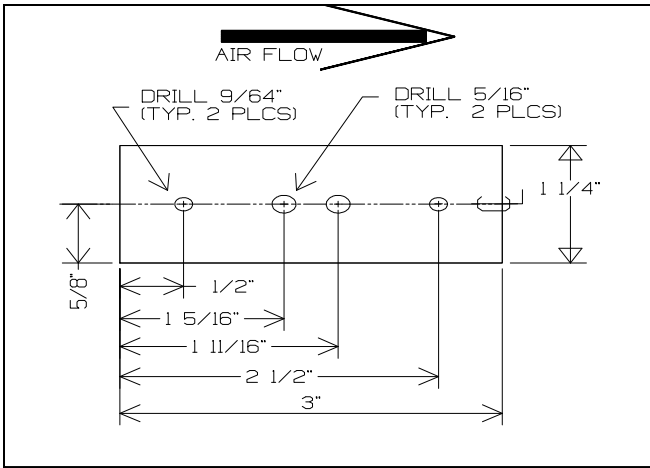 AIR FLOW
DRILL 9/64"
(TYP. 2 PLCS)
DRILL 5/16"
(TYP. 2 PLCS)
1 1/4"
5/8"
1/2"
1 5/16"
1 11/16"
2 1/2"
3"